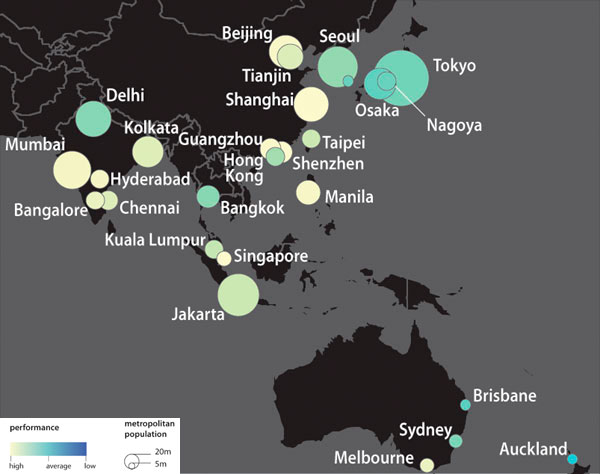 Beijing
Seoul
Tianjin
Tokyo
Shanghai
Delhi
Osaka
Nagoya
Kolkata
Guangzhou
Taipei
Mumbai
Hong
Kong
Shenzhen
Hyderabad
Bangalore
Chennai
Bangkok
Manila
Kuala Lumpur
Singapore
Jakarta
Brisbane
Sydney
Auckland
Melbourne
performance
high
average
low
metropolitan
population
20m
5m